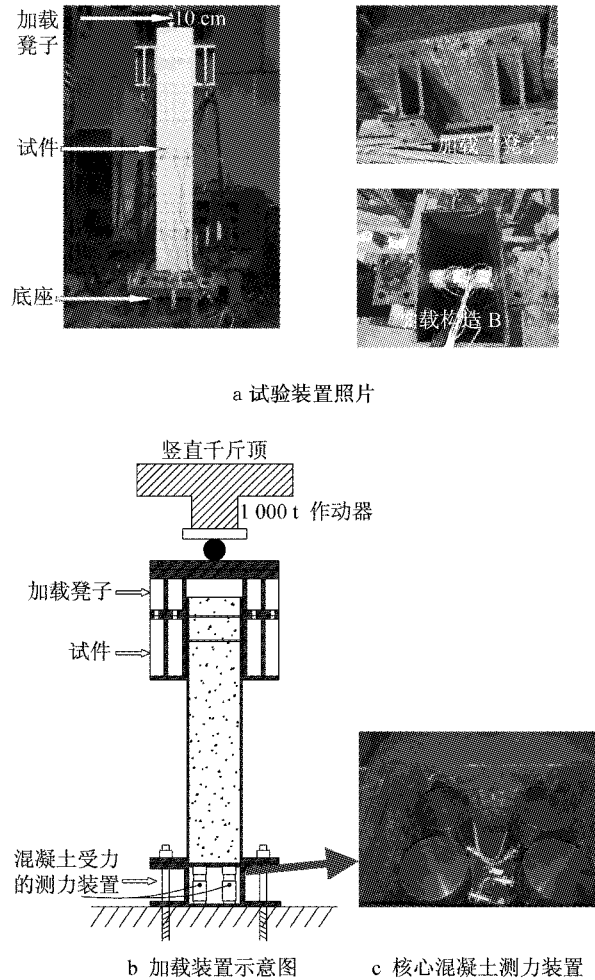 加载
凳子
10 cm
试件
底座
加载“凳子”
加载构造 B
a 试验装置照片
竖直千斤顶
1 000 t 作动器
加载凳子
试件
混凝土受力
的测力装置
b 加载装置示意图
c 核心混凝土测力装置